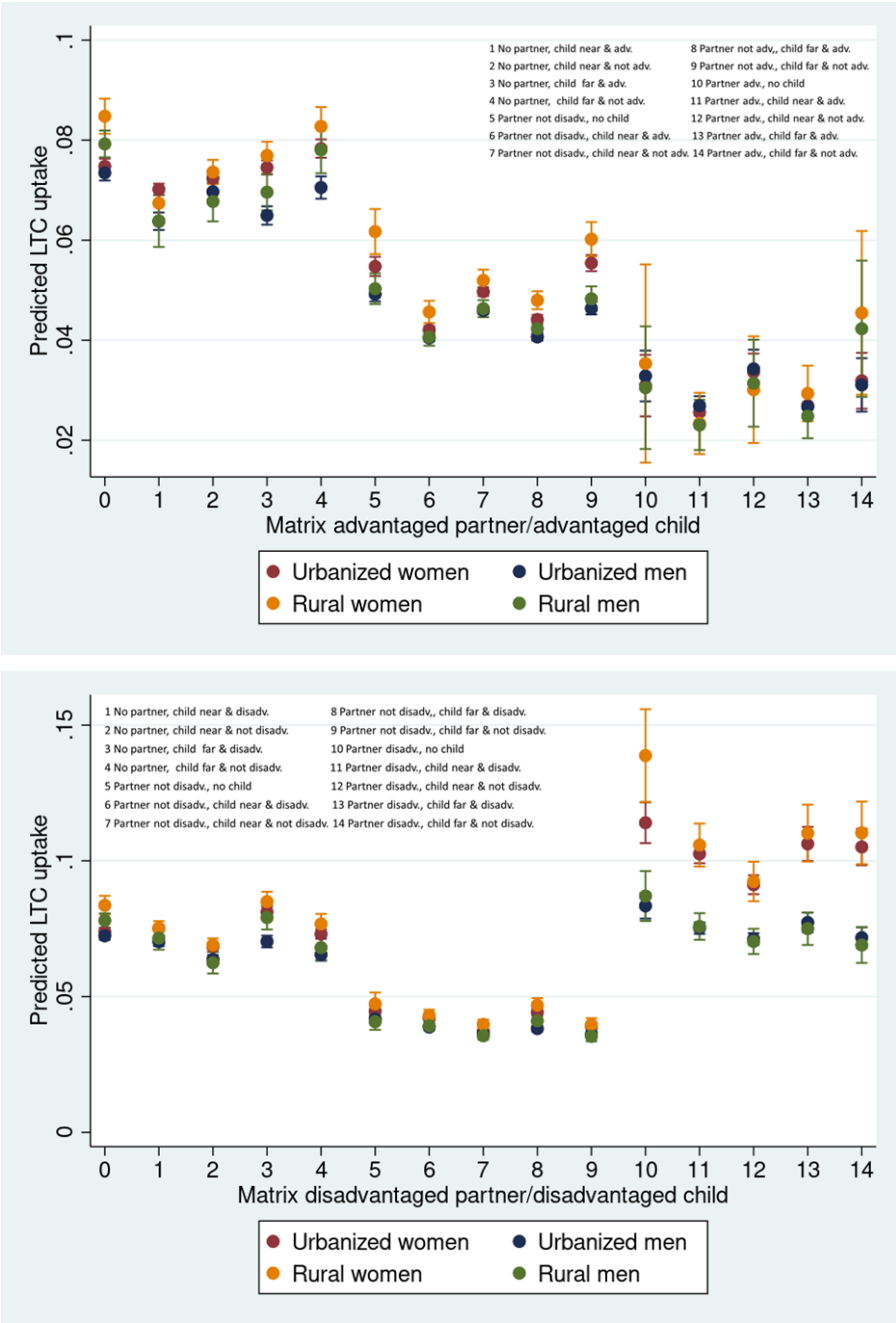 .1
.08
.06
.04
.02
Predicted LTC uptake
1 No partner, child near & adv.
2 No partner, child near & not adv.
3 No partner, child  far & adv.
4 No partner,  child far & not adv.
5 Partner not disadv., no child
6 Partner not disadv., child near & adv.
7 Partner not disadv., child near & not adv.
8 Partner not adv,, child far & adv.
9 Partner not adv., child far & not adv.
10 Partner adv., no child
11 Partner adv., child near & adv.
12 Partner adv., child near & not adv.
13 Partner adv., child far & adv.
14 Partner adv., child far & not adv.
0 1 2 3 4 5 6 7 8 9 10 11 12 13 14
Matrix advantaged partner/advantaged child
Urbanized women Urbanized men
Rural women Rural men
.15
.1
.05
0
Predicted LTC uptake
1 No partner, child near & disadv.
2 No partner, child near & not disadv.
3 No partner, child  far & disadv.
4 No partner,  child far & not disadv.
5 Partner not disadv., no child
6 Partner not disadv., child near & disadv.
7 Partner not disadv., child near & not disadv.
8 Partner not disadv,, child far & disadv.
9 Partner not disadv., child far & not disadv.
10 Partner disadv., no child
11 Partner disadv., child near & disadv.
12 Partner disadv., child near & not disadv.
13 Partner disadv., child far & disadv.
14 Partner disadv., child far & not disadv.
0 1 2 3 4 5 6 7 8 9 10 11 12 13 14
Matrix disadvantaged partner/disadvantaged child
Urbanized women Urbanized men
Rural women Rural men